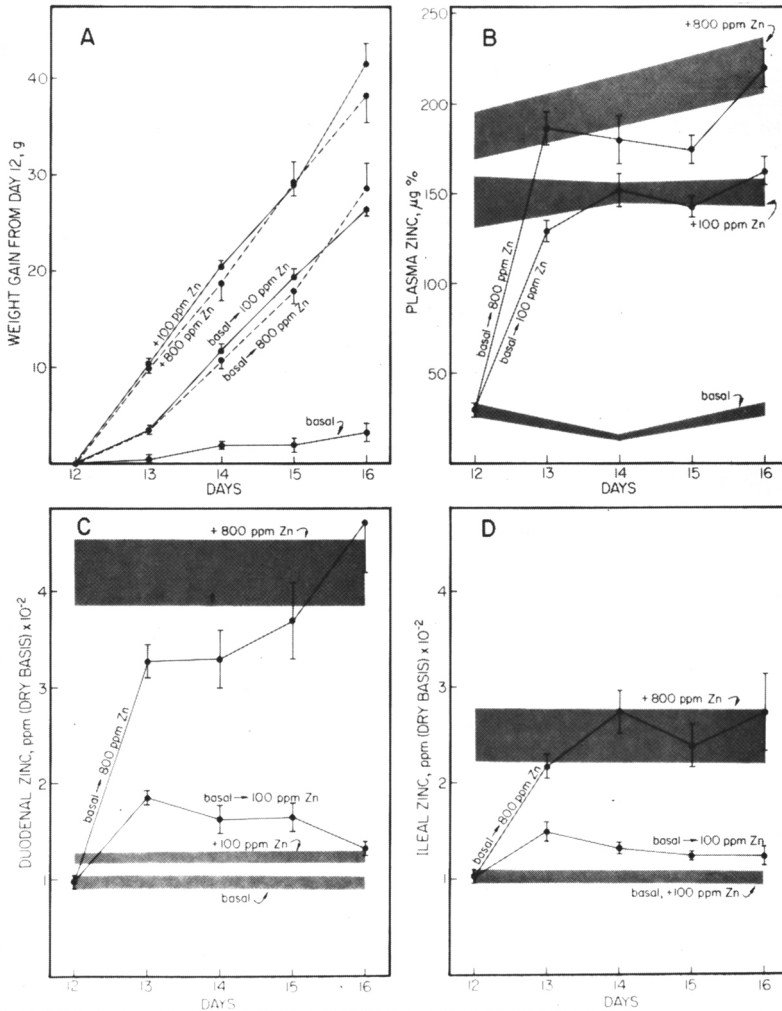 A
WEIGHT GAIN FROM DAY 12, g
40
30
20
10
+100 ppm Zn
+800 ppm Zn
basal→100 ppm Zn
basal→800 ppm Zn
basal
12 13 14 15 16
DAYS
B
PLASMA ZINC, µg %
250
200
150
100
50
+800 ppm Zn
+100 ppm Zn
basal→800 ppm Zn
basal→100 ppm Zn
basal
12 13 14 15 16
DAYS
C
DUODENAL ZINC, ppm (DRY BASIS) x 10⁻²
4
3
2
1
+ 800 ppm Zn
basal→800 ppm Zn
basal→100 ppm Zn
+100 ppm Zn
basal
12 13 14 15 16
DAYS
D
ILEAL ZINC, ppm (DRY BASIS) x 10⁻²
4
3
2
1
+800 ppm Zn
basal→800 ppm Zn
basal→100 ppm Zn
basal, +100 ppm Zn
12 13 14 15 16
DAYS